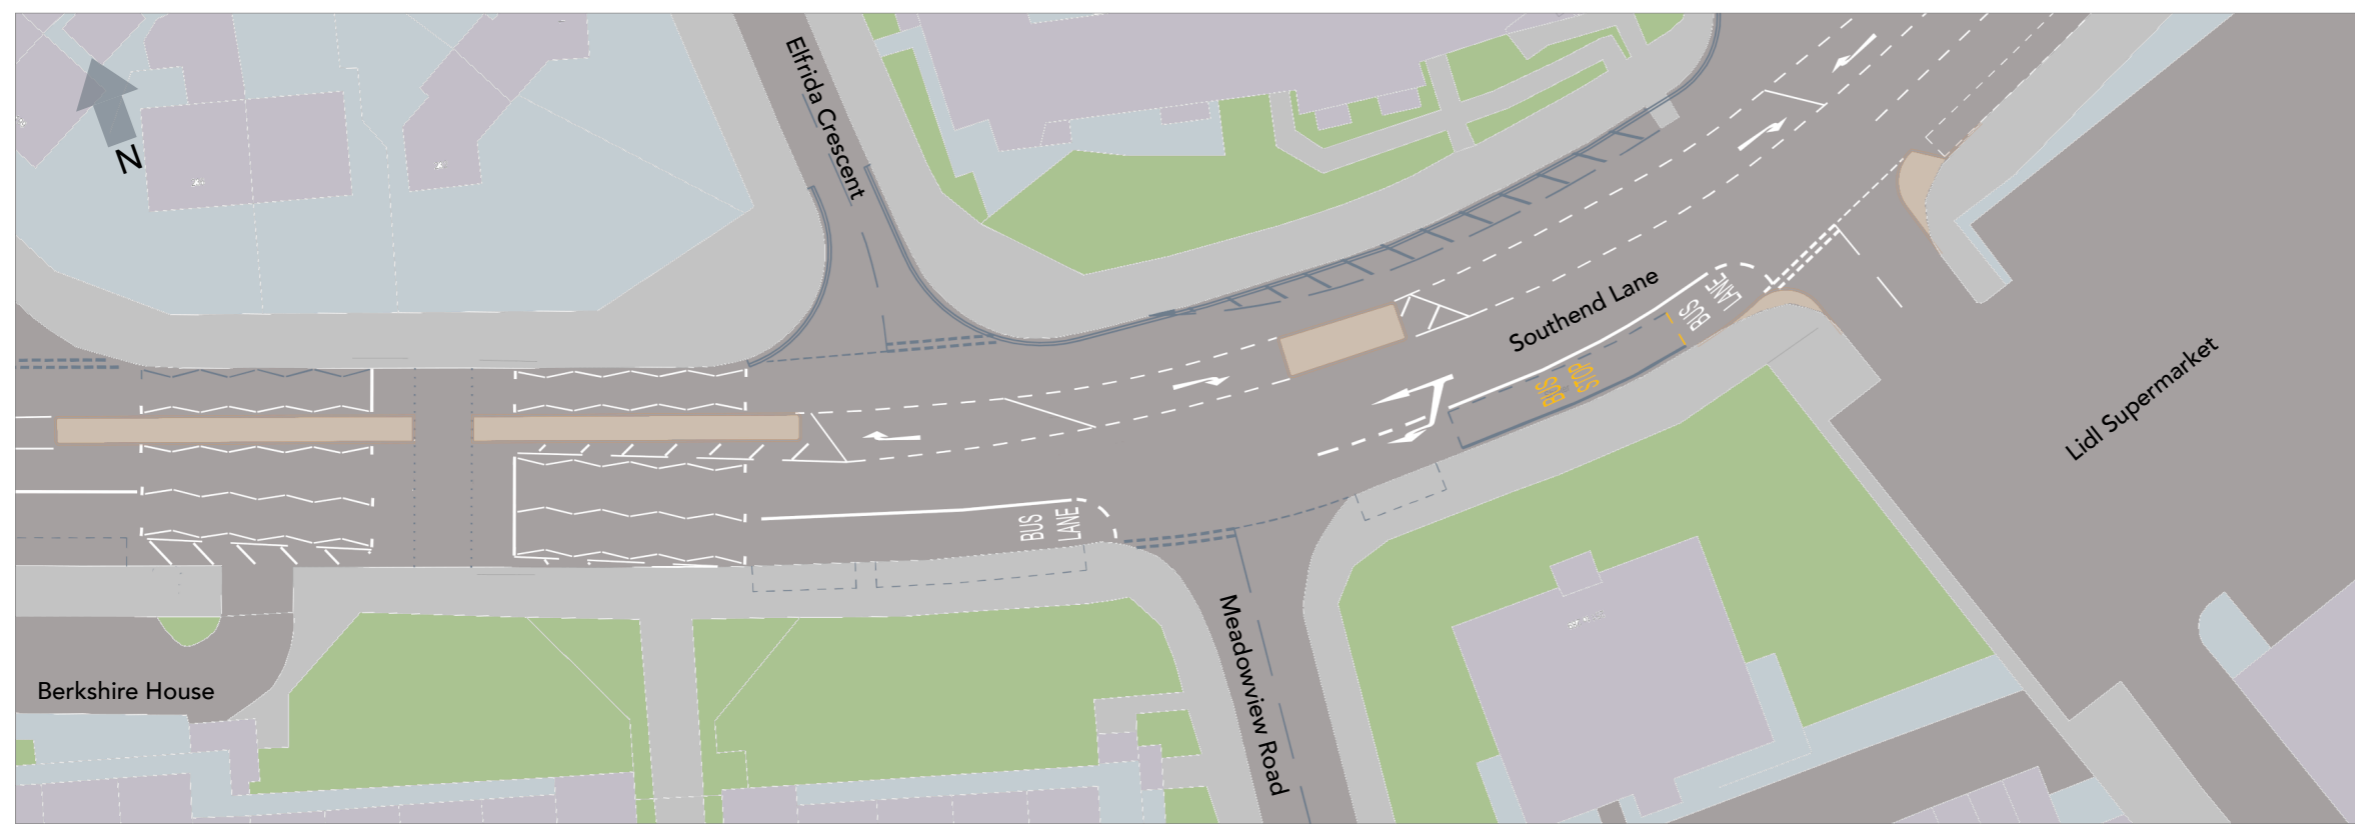 Elfrida Crescent
N
BUS
LANE
Southend Lane
Lidl Supermarket
BUS
STOP
BUS
LANE
Meadowview Road
Berkshire House